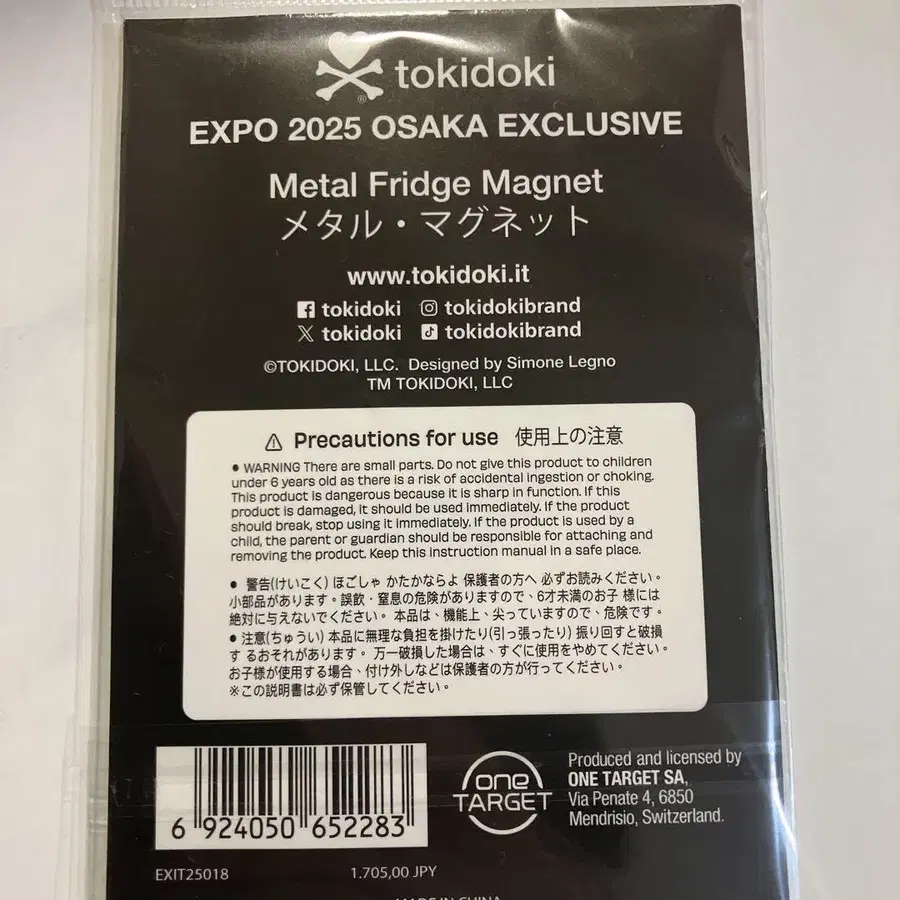 tokidoki
EXPO 2025 OSAKA EXCLUSIVE
Metal Fridge Magnet
メタル・マグネット
www.tokidoki.it
tokidoki tokidokibrand
tokidoki tokidokibrand
©TOKIDOKI, LLC. Designed by Simone Legno
TM TOKIDOKI, LLC
⚠ Precautions for use 使用上の注意
● WARNING There are small parts. Do not give this product to children
under 6 years old as there is a risk of accidental ingestion or choking.
This product is dangerous because it is sharp in function. If this
product is damaged, it should be used immediately. If the product
should break, stop using it immediately. If the product is used by a
child, the parent or guardian should be responsible for attaching and
removing the product. Keep this instruction manual in a safe place.
● 警告(けいこく) ほごしゃ かたかならよ 保護者の方へ 必ずお読みください。
小部品があります。誤飲・窒息の危険がありますので、6才未満のお子 様には
絶対に与えないでください。 本品は、機能上、尖っていますので、危険です。
● 注意(ちゅうい) 本品に無理な負担を掛けたり(引っ張ったり) 振り回すと破損
す るおそれがあります。 万一破損した場合は、すぐに使用をやめてください。
お子様が使用する場合、付け外しなどは保護者の方が行ってください。
※この説明書は必ず保管してください。
6 924050 652283
EXIT25018 1.705,00 JPY
one
TARGET
Produced and licensed by
ONE TARGET SA,
Via Penate 4, 6850
Mendrisio, Switzerland.
MADE IN CHINA